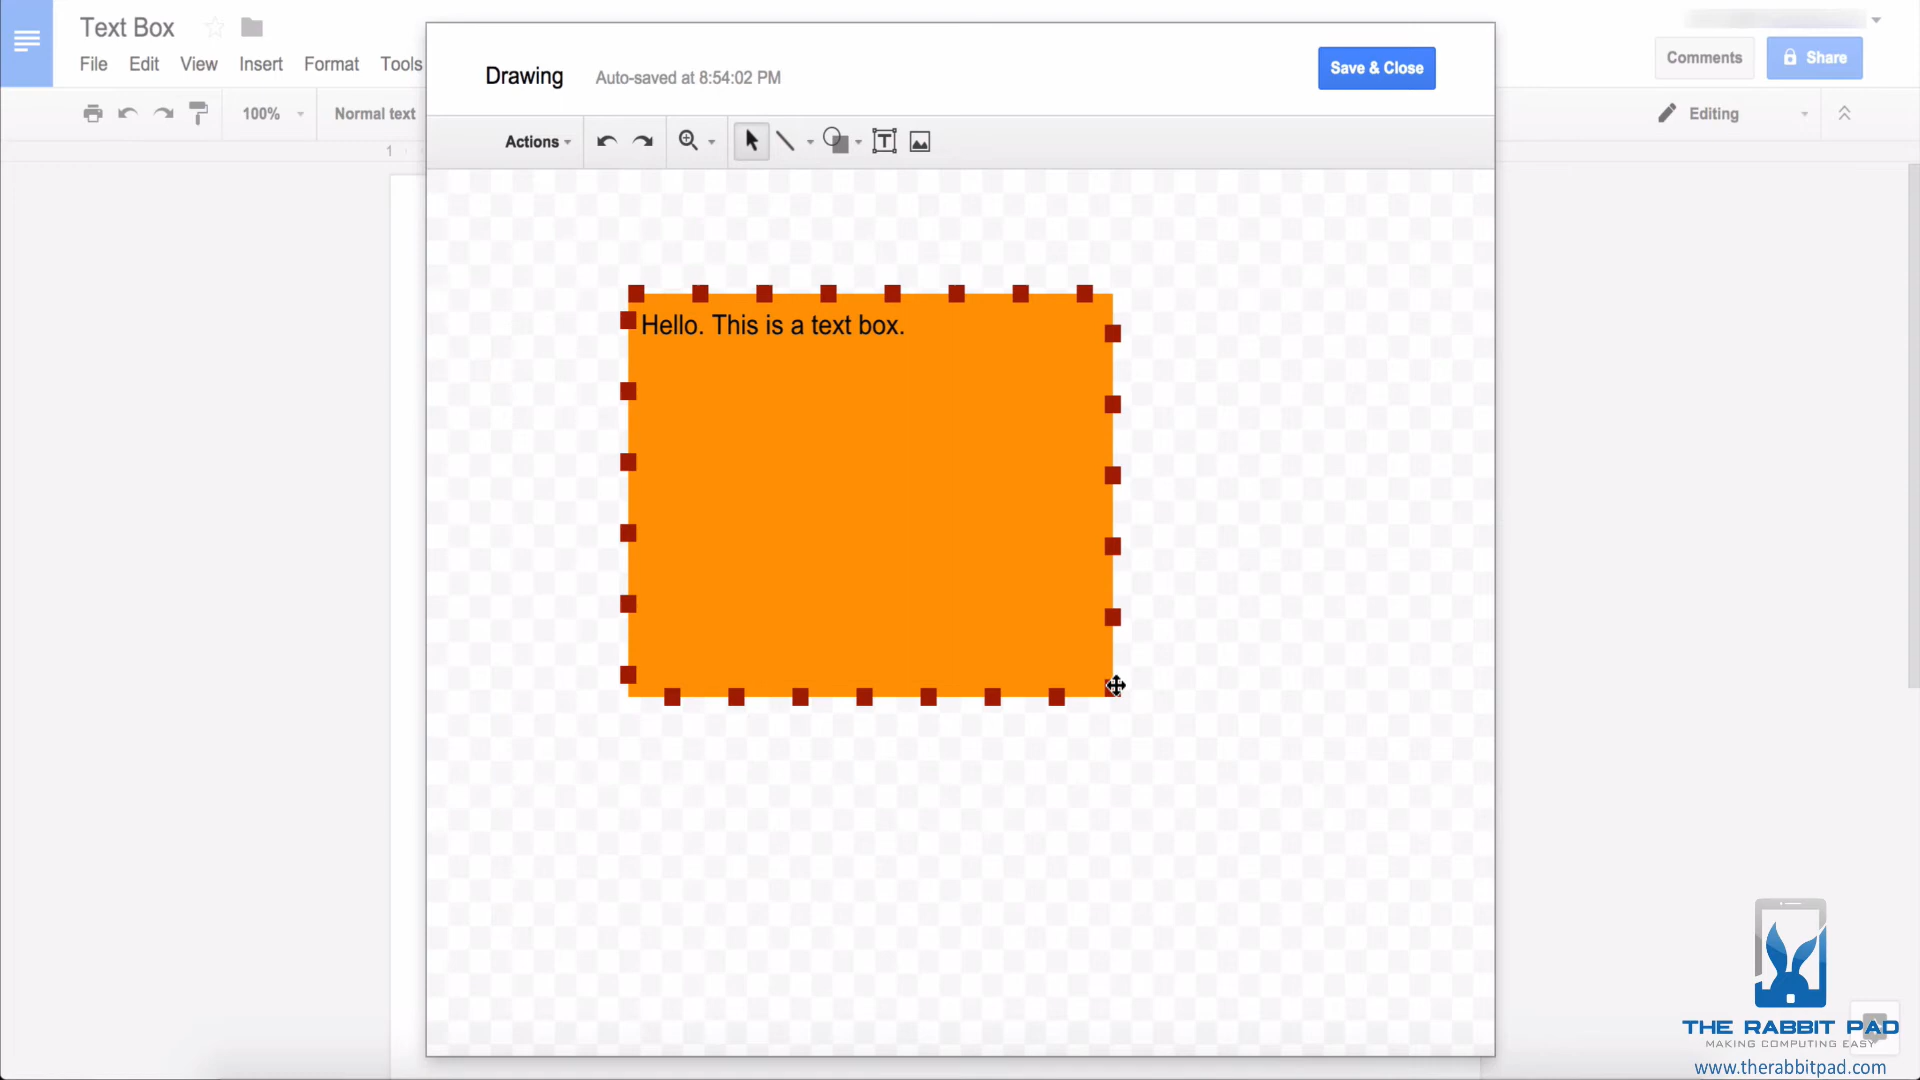 Text Box
File Edit View Insert Format Tools
Comments Share
100% Normal text
Editing
1
Drawing Auto-saved at 8:54:02 PM Save & Close
Actions
T
Hello. This is a text box.
THE RABBIT PAD
MAKING COMPUTING EASY
www.therabbitpad.com